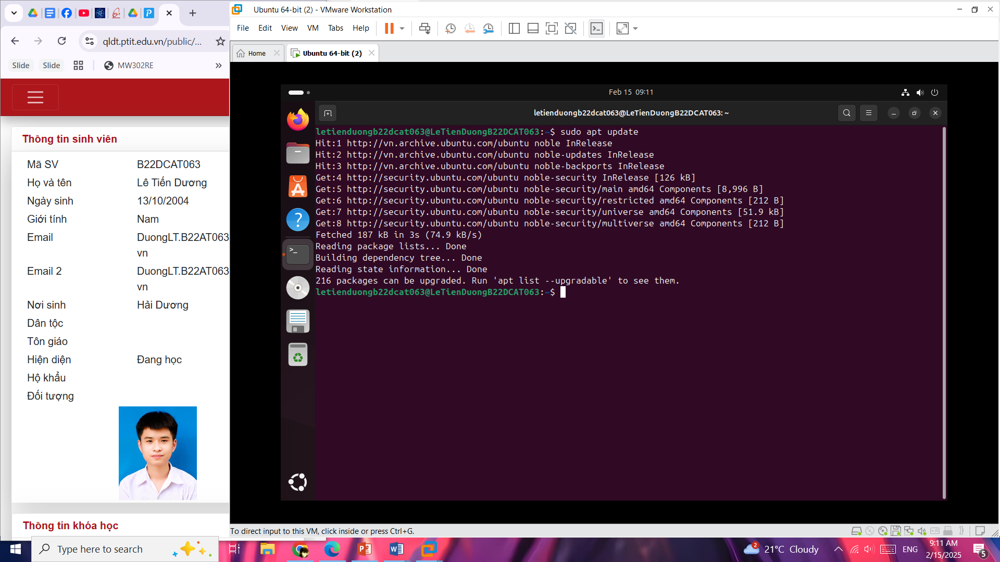 qldt.ptit.edu.vn/public/...
Slide
Slide
MW302RE
»
Thông tin sinh viên
Mã SV B22DCAT063
Họ và tên Lê Tiến Dương
Ngày sinh 13/10/2004
Giới tính Nam
Email DuongLT.B22AT063
vn
Email 2 DuongLT.B22AT063
vn
Nơi sinh Hải Dương
Dân tộc
Tôn giáo
Hiện diện Đang học
Hộ khẩu
Đối tượng
Thông tin khóa học
Ubuntu 64-bit (2) - VMware Workstation
File Edit View VM Tabs Help
Home
Ubuntu 64-bit (2)
Feb 15 09:11
letienduongb22dcat063@LeTienDuongB22DCAT063: ~
letienduongb22dcat063@LeTienDuongB22DCAT063:~$ sudo apt update
Hit:1 http://vn.archive.ubuntu.com/ubuntu noble InRelease
Hit:2 http://vn.archive.ubuntu.com/ubuntu noble-updates InRelease
Hit:3 http://vn.archive.ubuntu.com/ubuntu noble-backports InRelease
Get:4 http://security.ubuntu.com/ubuntu noble-security InRelease [126 kB]
Get:5 http://security.ubuntu.com/ubuntu noble-security/main amd64 Components [8,996 B]
Get:6 http://security.ubuntu.com/ubuntu noble-security/restricted amd64 Components [212 B]
Get:7 http://security.ubuntu.com/ubuntu noble-security/universe amd64 Components [51.9 kB]
Get:8 http://security.ubuntu.com/ubuntu noble-security/multiverse amd64 Components [212 B]
Fetched 187 kB in 3s (74.9 kB/s)
Reading package lists... Done
Building dependency tree... Done
Reading state information... Done
216 packages can be upgraded. Run 'apt list --upgradable' to see them.
letienduongb22dcat063@LeTienDuongB22DCAT063:~$
To direct input to this VM, click inside or press Ctrl+G.
Type here to search
2
21°C Cloudy
ENG
9:11 AM
2/15/2025
5